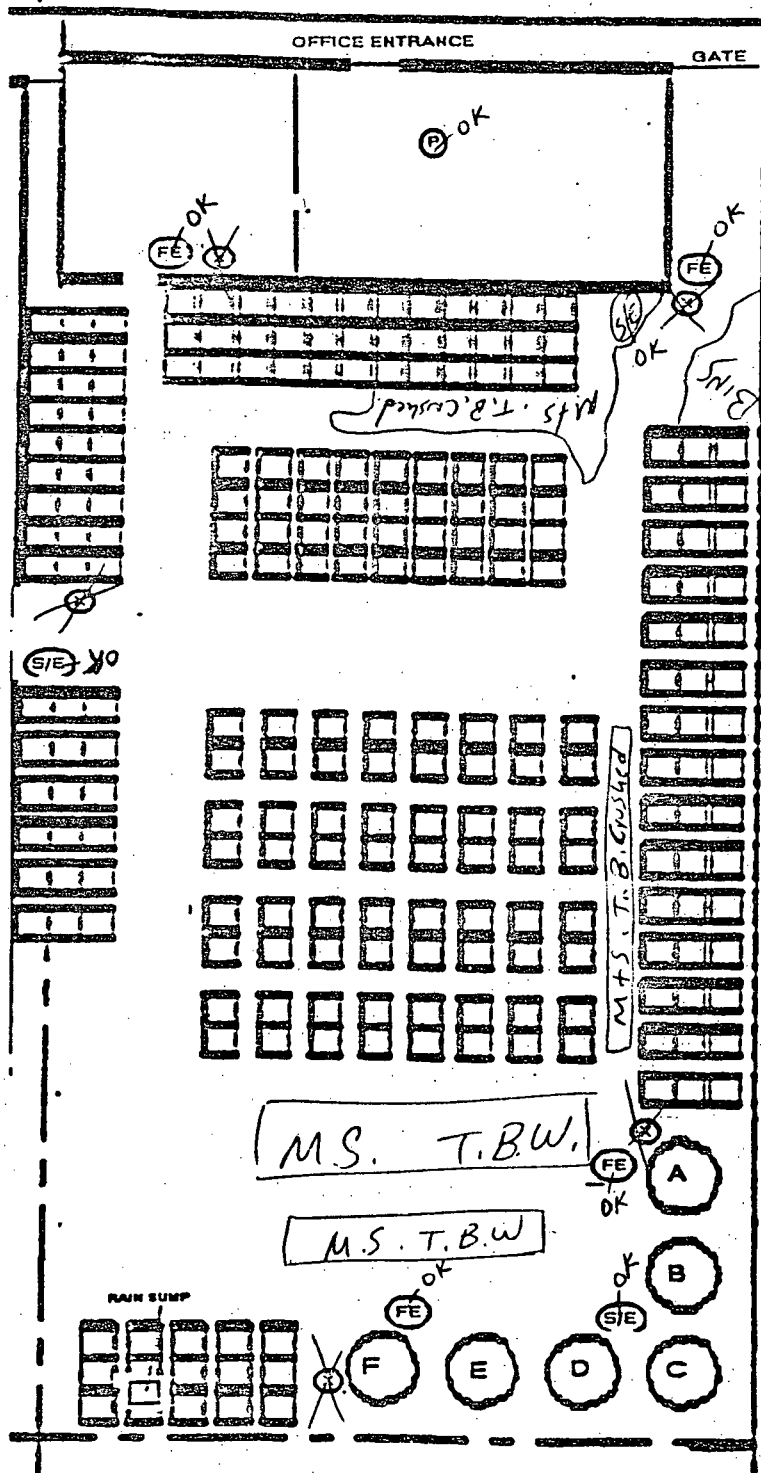 OFFICE ENTRANCE
GATE
P OK
FE OK
X
FE OK
X
S/E
OK
BINS
M+S. T.B. Crushed
X
S/E OK
M+S. T.B. Crushed
M.S. T.B.W.
X
FE
OK
A
M.S. T.B.W
B
RAIN SUMP
OK
FE
OK
S/E
X
F
E
D
C